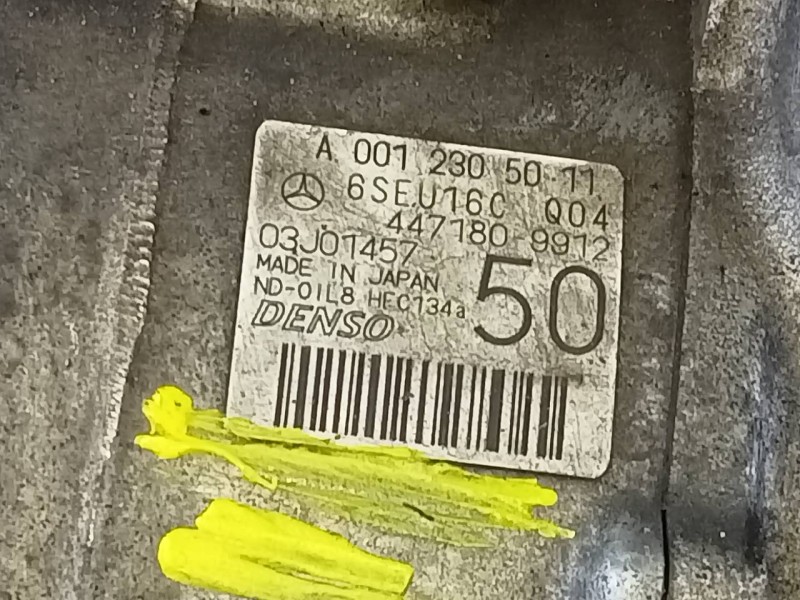 A 001 230 50 11
6SEU16C Q04
447180-9912
03J01457
MADE IN JAPAN
ND-OIL8 HFC134a
50
DENSO